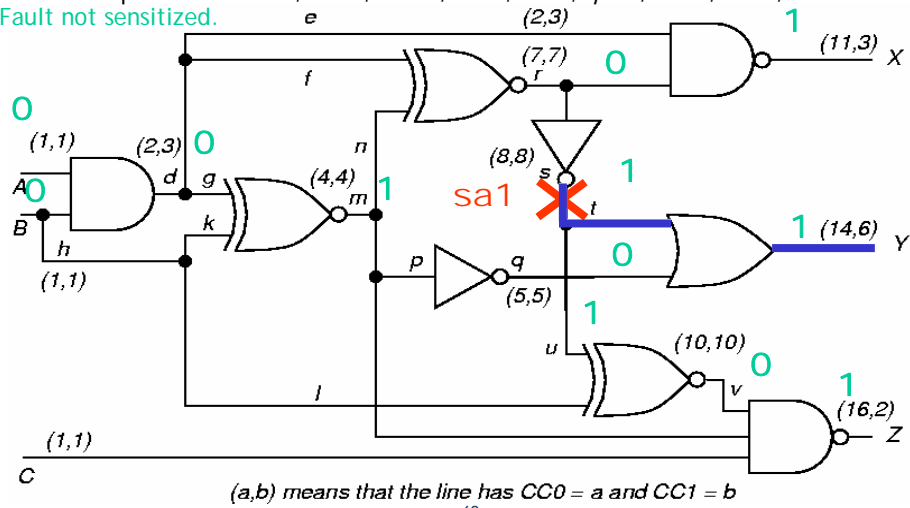 Fault not sensitized.
e
(2,3)
1
(11,3)
X
(7,7)
r
0
f
0
n
(1,1)
(2,3)
0
(8,8)
s
1
A
0
d
g
(4,4)
m
1
sa1
t
B
k
1
(14,6)
Y
h
0
p
q
(1,1)
(5,5)
1
u
(10,10)
0
v
1
l
(16,2)
(1,1)
Z
C
(a,b) means that the line has CC0 = a and CC1 = b